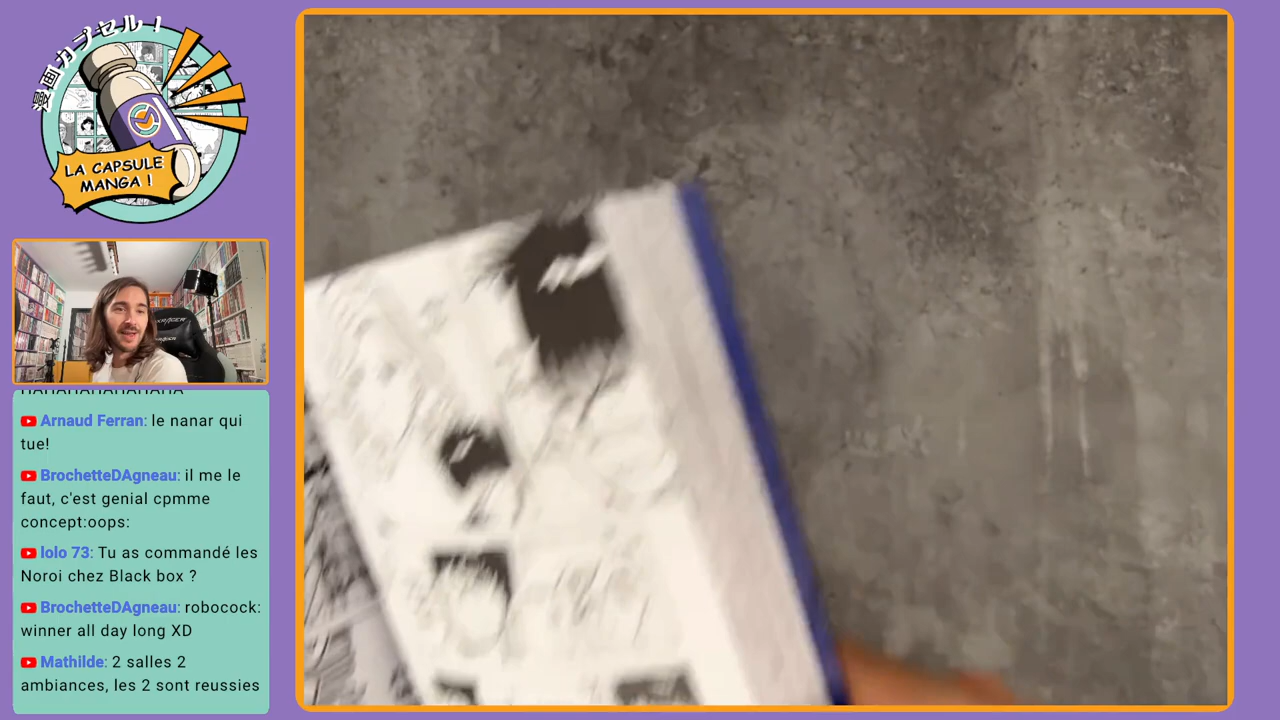 漫画カプセル！
LA CAPSULE
MANGA !
Arnaud Ferran: le nanar qui
tue!
BrochetteDAgneau: il me le
faut, c'est genial cpmme
concept:oops:
lolo 73: Tu as commandé les
Noroi chez Black box ?
BrochetteDAgneau: robocock:
winner all day long XD
Mathilde: 2 salles 2
ambiances, les 2 sont reussies